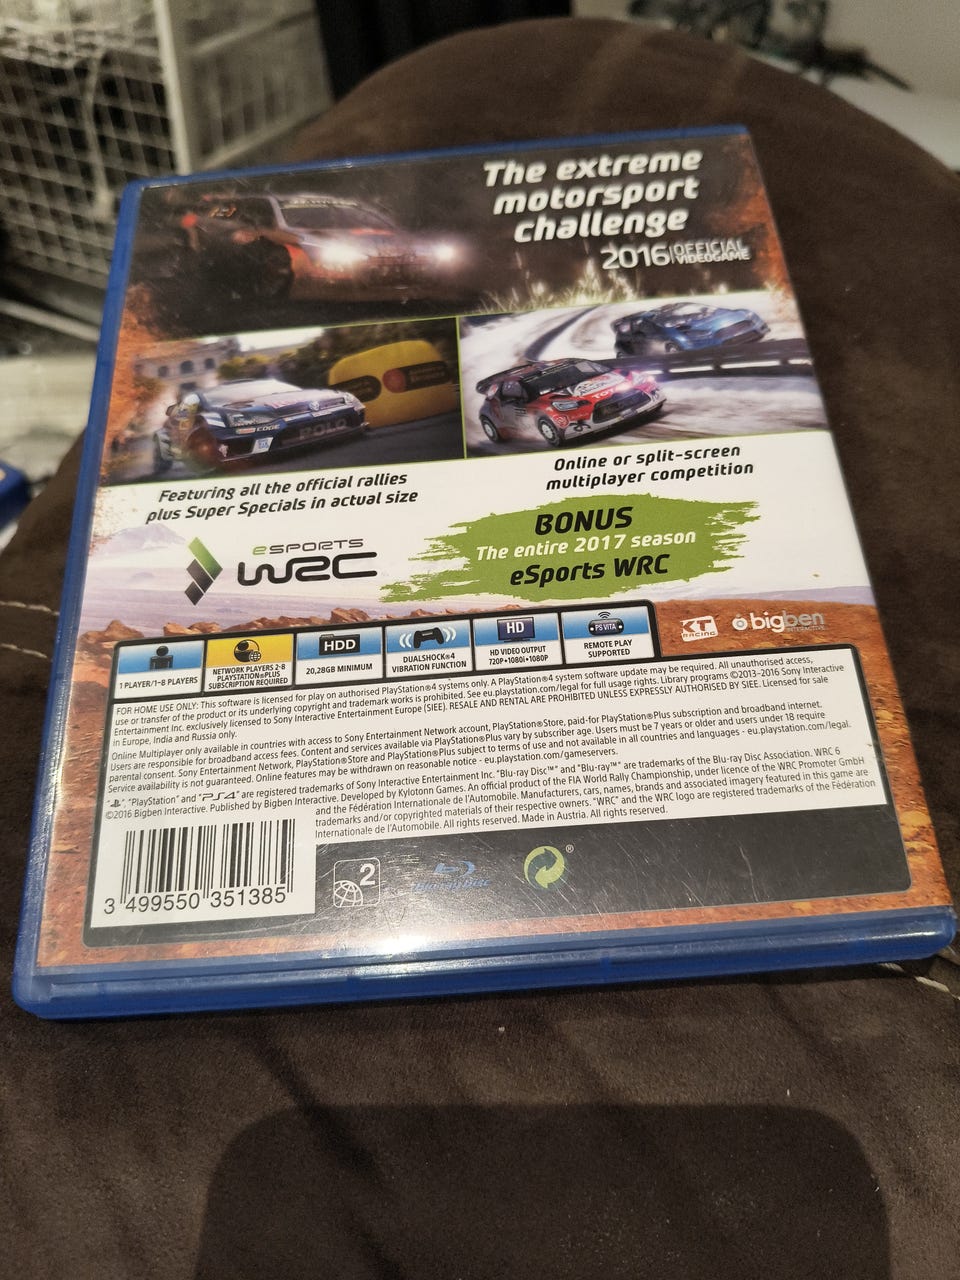 The extreme
motorsport
challenge
2016 OFFICIAL
VIDEOGAME
EDGE
POLO
TOTAL
Featuring all the official rallies
plus Super Specials in actual size
Online or split-screen
multiplayer competition
eSPORTS
WRC
BONUS
The entire 2017 season
eSports WRC
1 PLAYER/1-8 PLAYERS
NETWORK PLAYERS 2-8
PLAYSTATION®PLUS
SUBSCRIPTION REQUIRED
HDD
20,28GB MINIMUM
DUALSHOCK®4
VIBRATION FUNCTION
HD
HD VIDEO OUTPUT
720P•1080i•1080P
PS VITA
REMOTE PLAY
SUPPORTED
KT
RACING
bigben
INTERACTIVE
FOR HOME USE ONLY: This software is licensed for play on authorised PlayStation®4 systems only. A PlayStation®4 system software update may be required. All unauthorised access,
use or transfer of the product or its underlying copyright and trademark works is prohibited. See eu.playstation.com/legal for full usage rights. Library programs ©2013-2016 Sony Interactive
Entertainment Inc. exclusively licensed to Sony Interactive Entertainment Europe (SIEE). RESALE AND RENTAL ARE PROHIBITED UNLESS EXPRESSLY AUTHORISED BY SIEE. Licensed for sale
in Europe, India and Russia only.
Online Multiplayer only available in countries with access to Sony Entertainment Network account, PlayStation®Store, paid-for PlayStation®Plus subscription and broadband internet.
Users are responsible for broadband access fees. Content and services available via PlayStation®Plus vary by subscriber age. Users must be 7 years or older and users under 18 require
parental consent. Sony Entertainment Network, PlayStation®Store and PlayStation®Plus subject to terms of use and not available in all countries and languages - eu.playstation.com/legal.
Service availability is not guaranteed. Online features may be withdrawn on reasonable notice - eu.playstation.com/gameservers.
"PlayStation" and "PS4" are registered trademarks of Sony Interactive Entertainment Inc. "Blu-ray Disc™" and "Blu-ray™" are trademarks of the Blu-ray Disc Association. WRC 6
©2016 Bigben Interactive. Published by Bigben Interactive. Developed by Kylotonn Games. An official product of the FIA World Rally Championship, under licence of the WRC Promoter GmbH
and the Fédération Internationale de l'Automobile. Manufacturers, cars, names, brands and associated imagery featured in this game are
trademarks and/or copyrighted materials of their respective owners. "WRC" and the WRC logo are registered trademarks of the Fédération
Internationale de l'Automobile. All rights reserved. Made in Austria. All rights reserved.
3 499550 351385
2
Blu-ray Disc
®